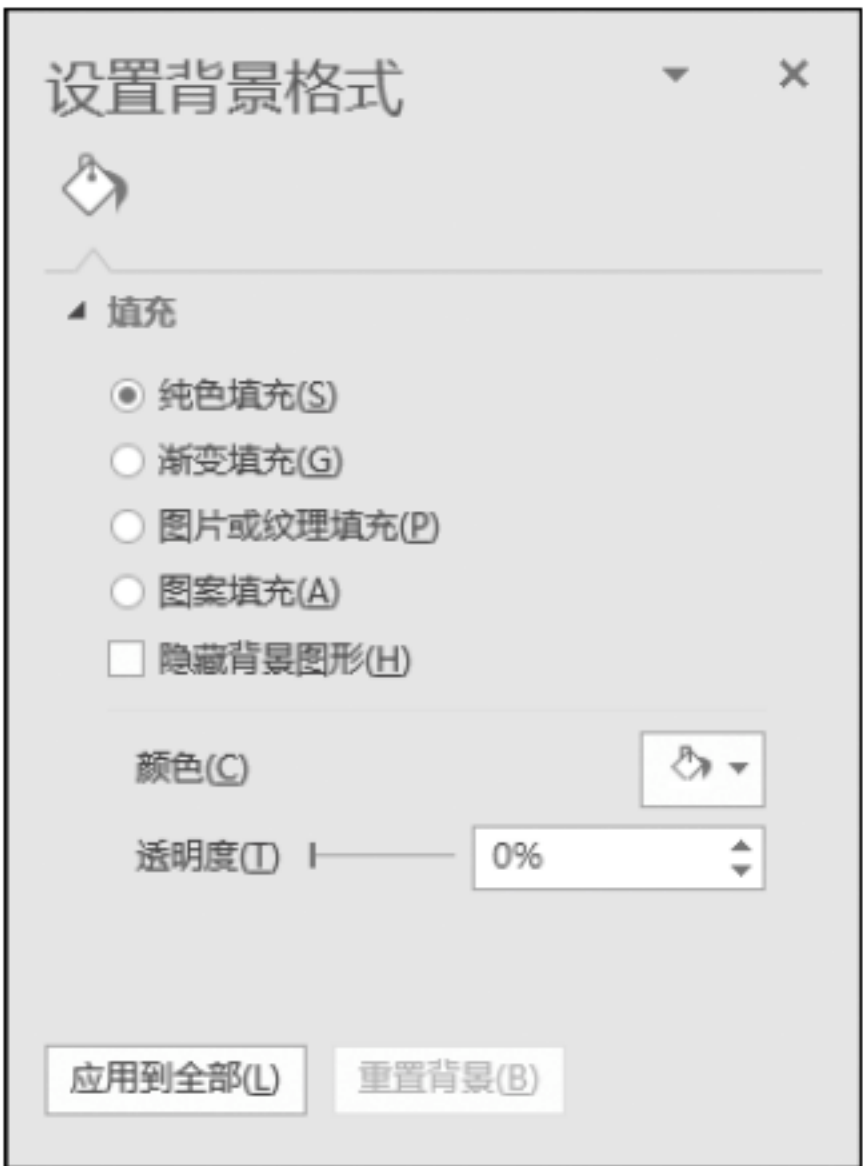 设置背景格式
填充
纯色填充(S)
渐变填充(G)
图片或纹理填充(P)
图案填充(A)
隐藏背景图形(H)
颜色(C)
透明度(T) 0%
应用到全部(L) 重置背景(B)